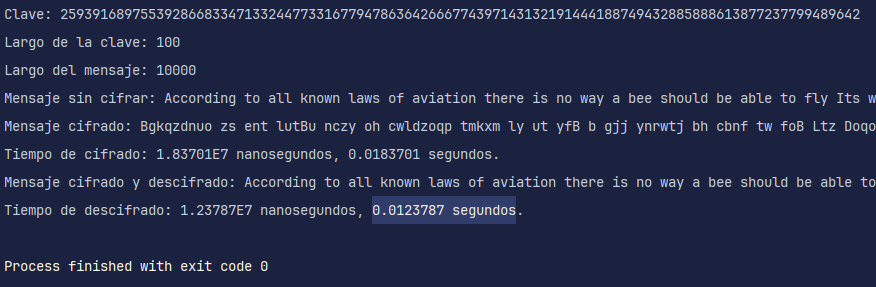 Clave: 2593916897553928668334713324477331677947863642666774397143132191444188749432885888613877237799489642
Largo de la clave: 100
Largo del mensaje: 10000
Mensaje sin cifrar: According to all known laws of aviation there is no way a bee should be able to fly Its w
Mensaje cifrado: Bgkqzdnuo zs ent lutBu nczy oh cwldzoqp tmkxm ly ut yfB b gjj ynrwtj bh cbnf tw foB Ltz Doqo
Tiempo de cifrado: 1.83701E7 nanosegundos, 0.0183701 segundos.
Mensaje cifrado y descifrado: According to all known laws of aviation there is no way a bee should be able to
Tiempo de descifrado: 1.23787E7 nanosegundos, 0.0123787 segundos.
Process finished with exit code 0